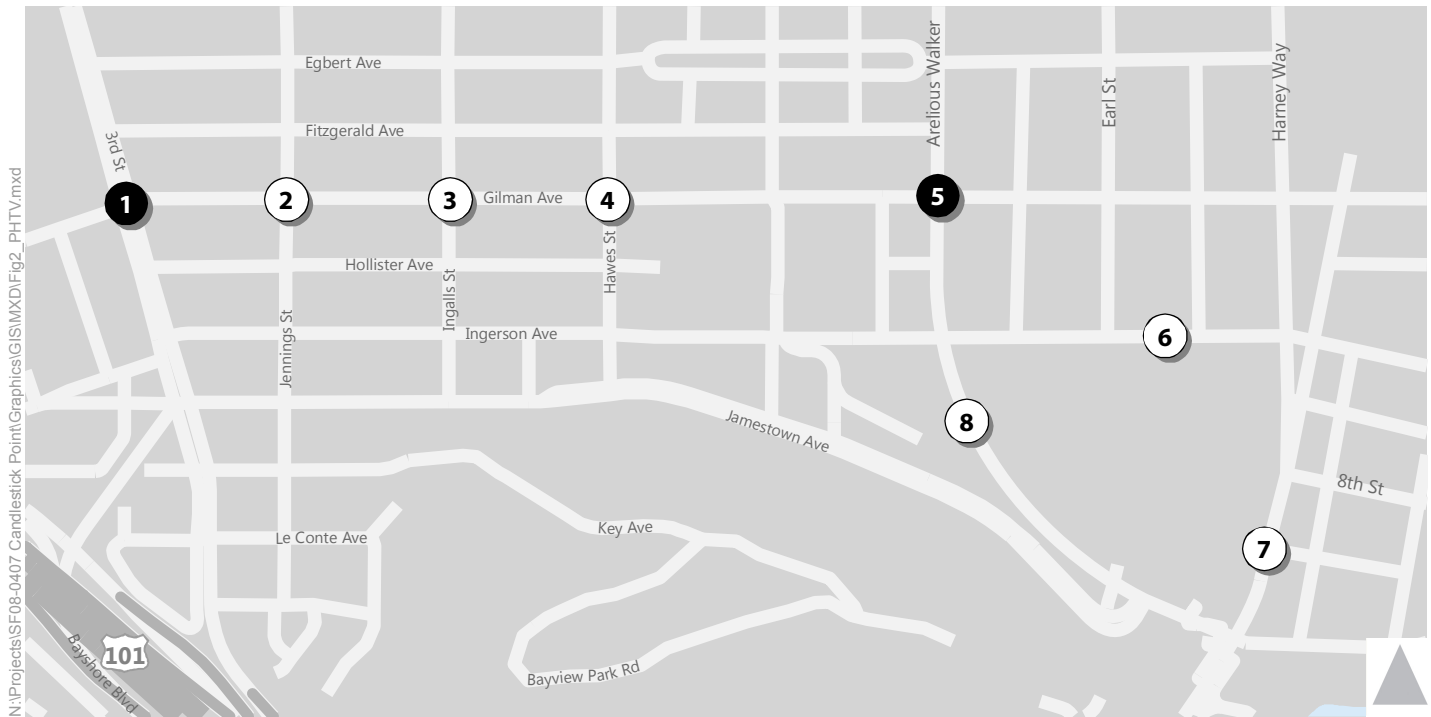 N:\Projects\SF08-0407 Candlestick Point\Graphics\GIS\MXD\Fig2_PHTV.mxd
Egbert Ave
Arelious Walker
Earl St
Harney Way
3rd St
Fitzgerald Ave
1
2
3
Gilman Ave
4
5
Hollister Ave
Hawes St
Jennings St
Ingalls St
Ingerson Ave
6
Jamestown Ave
8
8th St
Le Conte Ave
Key Ave
7
101
Bayshore Blvd
Bayview Park Rd